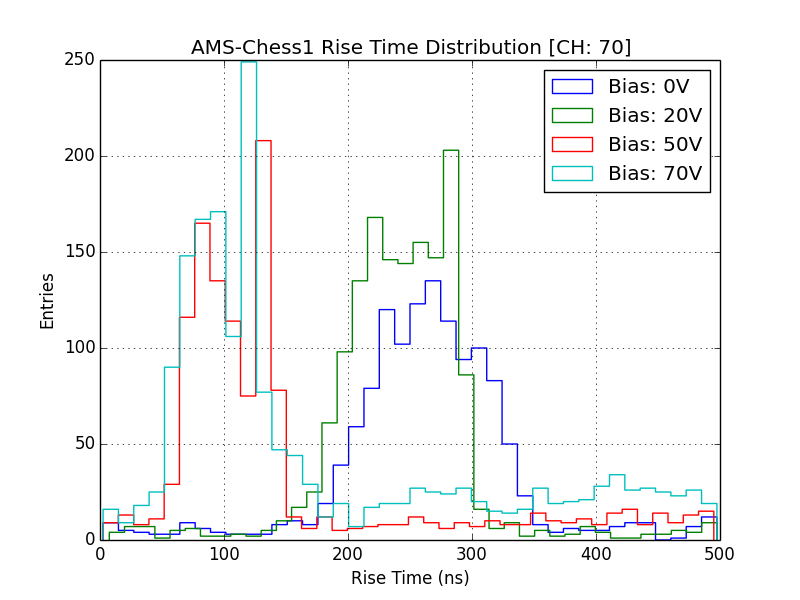 AMS-Chess1 Rise Time Distribution [CH: 70]
250
200
150
100
50
0
Entries
Bias: 0V
Bias: 20V
Bias: 50V
Bias: 70V
0 100 200 300 400 500
Rise Time (ns)